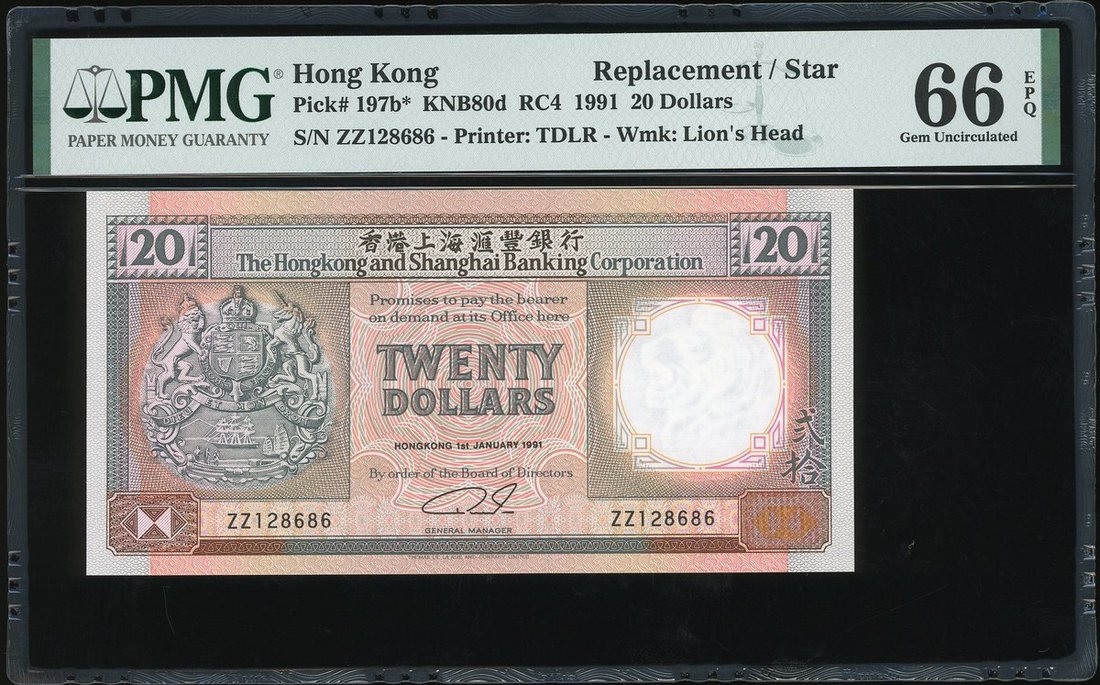 PMG®
PAPER MONEY GUARANTY
Hong Kong Replacement / Star
Pick# 197b* KNB80d RC4 1991 20 Dollars
S/N ZZ128686 - Printer: TDLR - Wmk: Lion's Head
66 EPQ
Gem Uncirculated
20 香港上海滙豐銀行 20
The Hongkong and Shanghai Banking Corporation
Promises to pay the bearer
on demand at its Office here
TWENTY
DOLLARS
HONGKONG 1st JANUARY 1991
By order of the Board of Directors
GENERAL MANAGER
貳拾
ZZ128686 ZZ128686